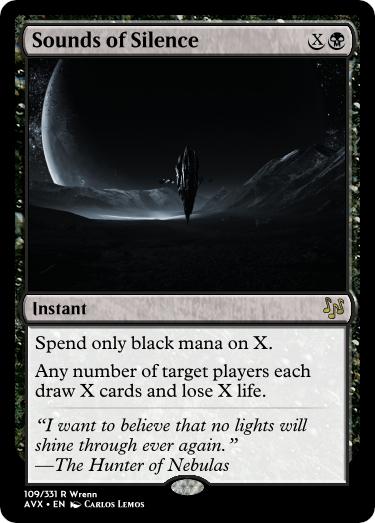 Sounds of Silence X
Instant
Spend only black mana on X.
Any number of target players each
draw X cards and lose X life.
“I want to believe that no lights will
shine through ever again.”
—The Hunter of Nebulas
109/331 R Wrenn
AVX • EN Carlos Lemos